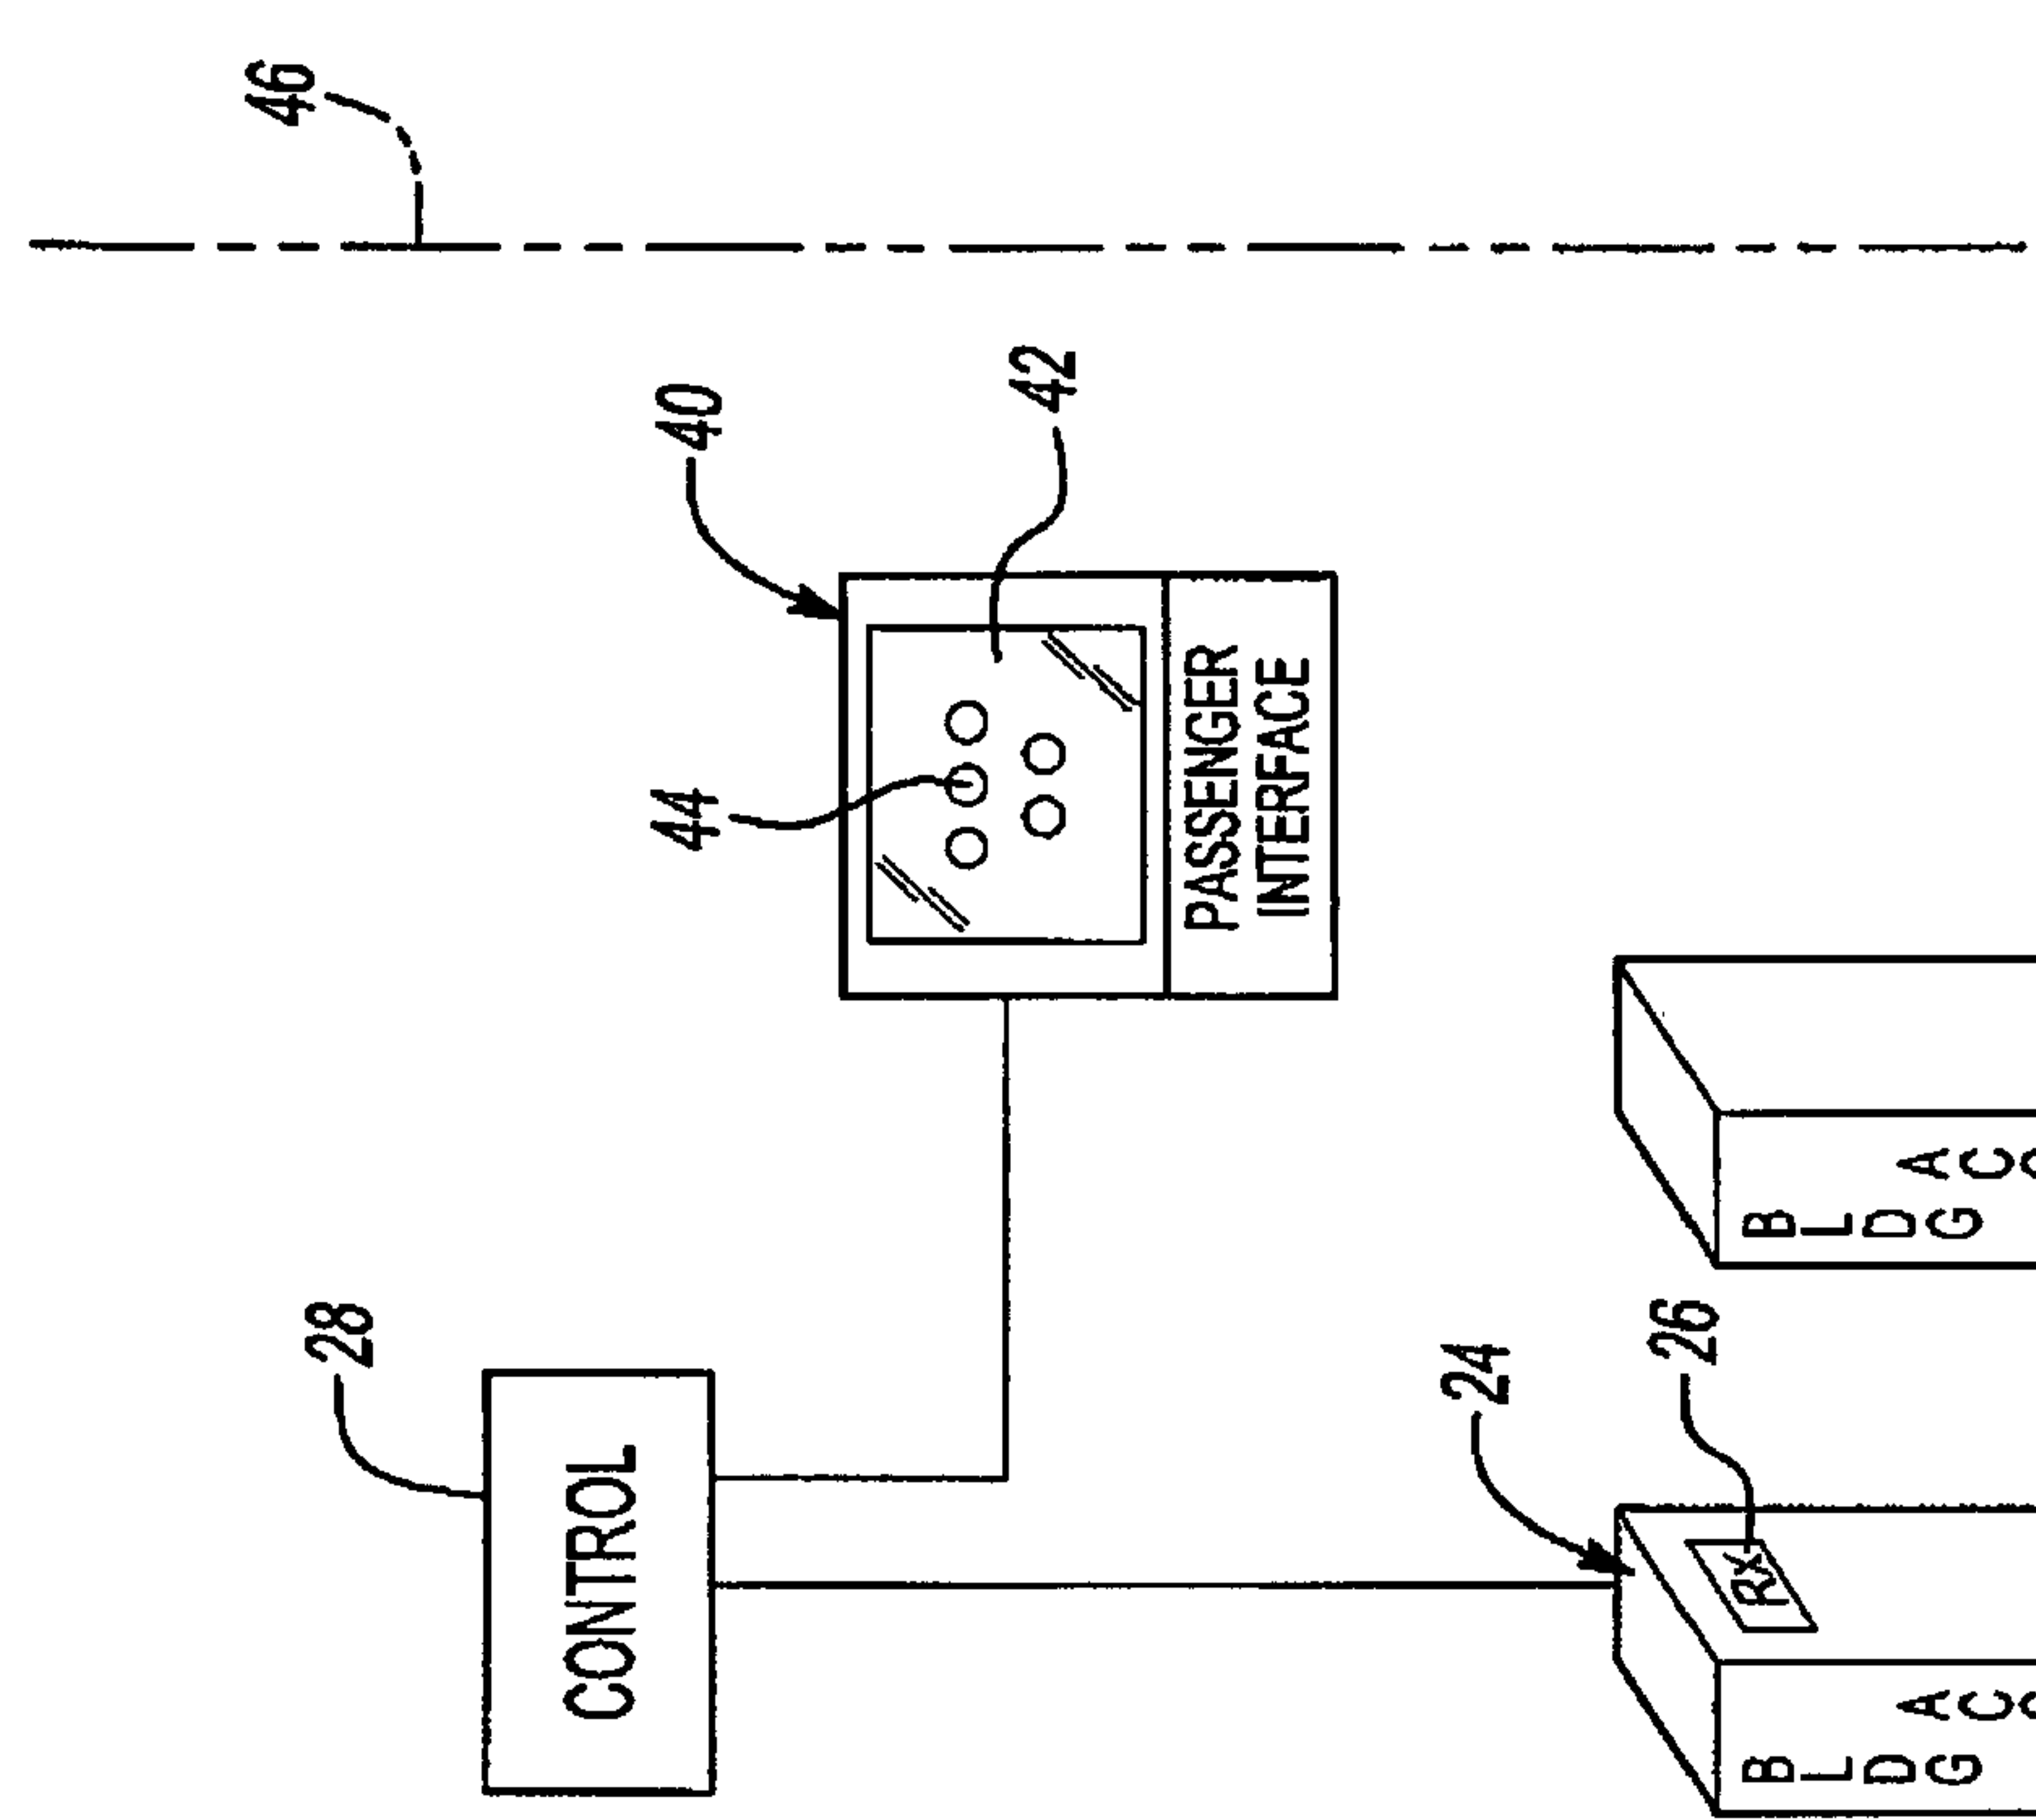 46
28
CONTROL
44
40
42
PASSENGER
INTERFACE
24
26
Rx
BLDG
BLDG